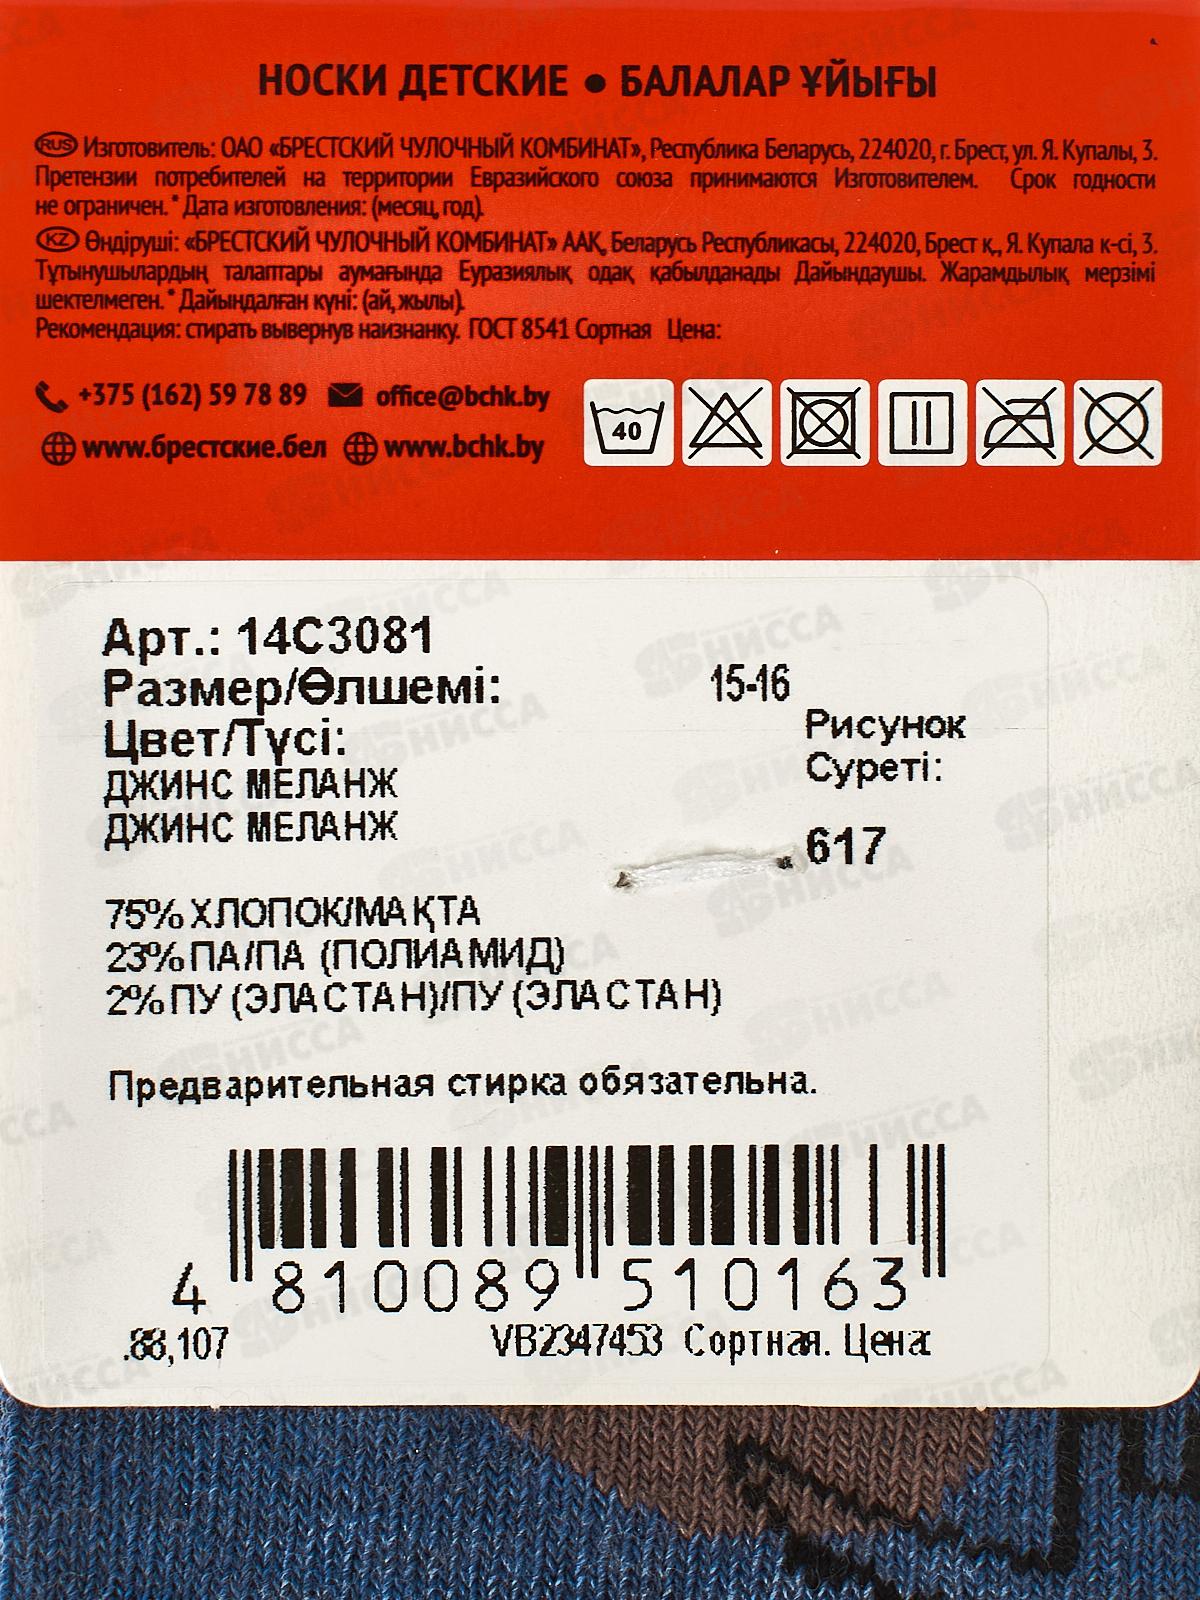 НОСКИ ДЕТСКИЕ ● БАЛАЛАР ҰЙЫҒЫ
RUS Изготовитель: ОАО «БРЕСТСКИЙ ЧУЛОЧНЫЙ КОМБИНАТ», Республика Беларусь, 224020, г. Брест, ул. Я. Купалы, 3.
Претензии потребителей на территории Евразийского союза принимаются Изготовителем. Срок годности
не ограничен.* Дата изготовления: (месяц, год).
KZ Өндіруші: «БРЕСТСКИЙ ЧУЛОЧНЫЙ КОМБИНАТ» ААҚ, Беларусь Республикасы, 224020, Брест қ., Я. Купала к-сі, 3.
Тұтынушылардың талаптары аумағында Еуразиялық одақ қабылданады Дайындаушы. Жарамдылық мерзімі
шектелмеген.* Дайындалған күні: (ай, жылы).
Рекомендация: стирать вывернув наизнанку. ГОСТ 8541 Сортная Цена:
+375 (162) 59 78 89 office@bchk.by
www.брестские.бел www.bchk.by
40
Арт.: 14С3081
Размер/Өлшемі: 15-16
Цвет/Түсі: Рисунок
Суреті:
ДЖИНС МЕЛАНЖ
ДЖИНС МЕЛАНЖ
617
75% ХЛОПОК/МАҚТА
23% ПА/ПА (ПОЛИАМИД)
2% ПУ (ЭЛАСТАН)/ПУ (ЭЛАСТАН)
Предварительная стирка обязательна.
4 810089 510163
.88,107 VB2347453 Сортная. Цена: